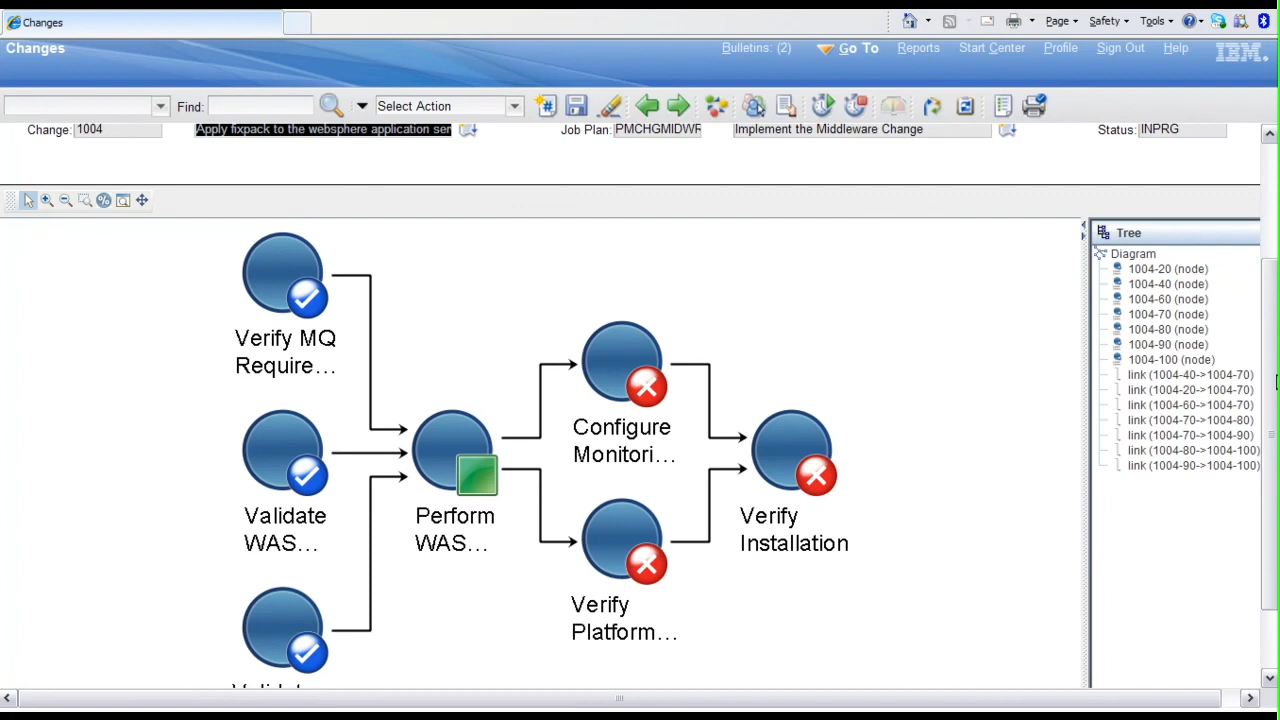 Changes
Page
Safety
Tools
Changes
Bulletins: (2)
Go To
Reports
Start Center
Profile
Sign Out
Help
IBM.
Find:
Select Action
Change: 1004
Apply fixpack to the websphere application ser
Job Plan: PMCHGMIDWR
Implement the Middleware Change
Status: INPRG
Tree
Diagram
1004-20 (node)
1004-40 (node)
1004-60 (node)
1004-70 (node)
1004-80 (node)
1004-90 (node)
1004-100 (node)
link (1004-40->1004-70)
link (1004-20->1004-70)
link (1004-60->1004-70)
link (1004-70->1004-80)
link (1004-70->1004-90)
link (1004-80->1004-100)
link (1004-90->1004-100)
Verify MQ
Require...
Validate
WAS...
Perform
WAS...
Configure
Monitori...
Verify
Platform...
Verify
Installation